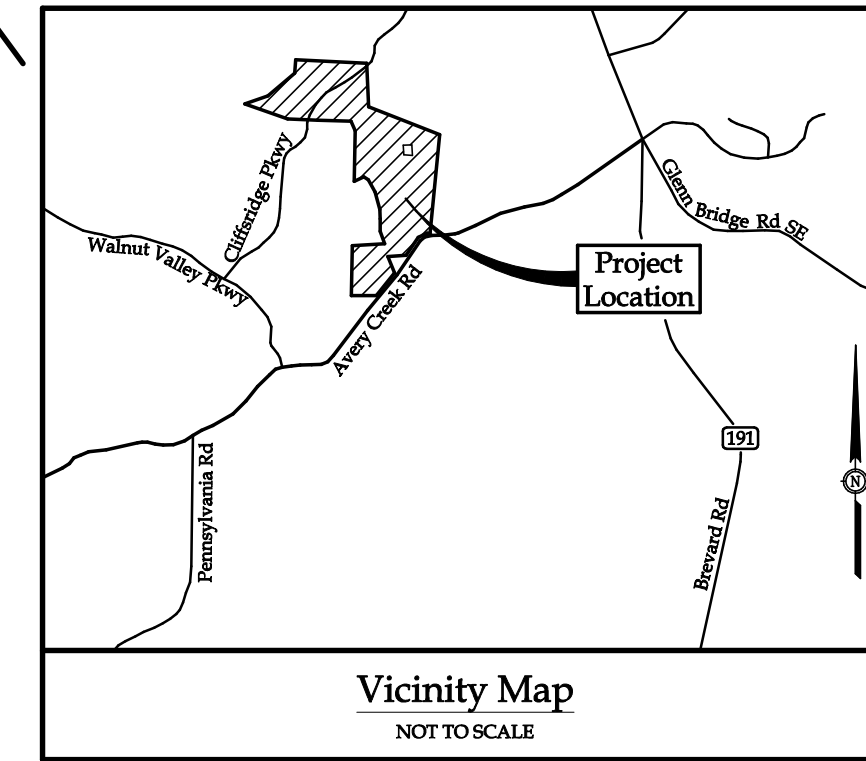 Cliffsridge Pkwy
Glenn Bridge Rd SE
Walnut Valley Pkwy
Project
Location
Avery Creek Rd
191
Pennsylvania Rd
N
Brevard Rd
Vicinity Map
NOT TO SCALE